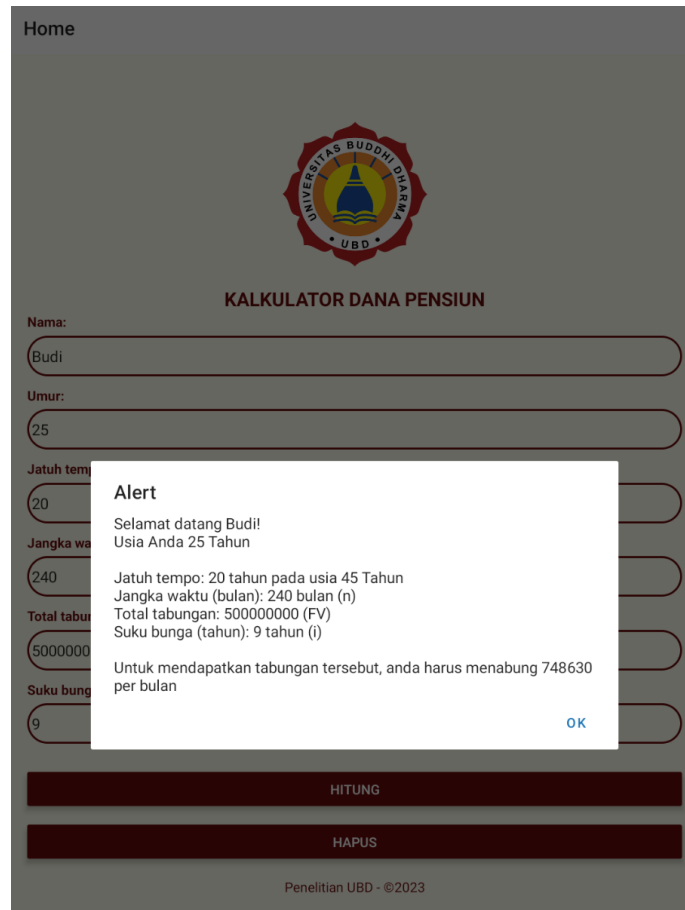 Home
UNIVERSITAS BUDDHI DHARMA
• UBD •
KALKULATOR DANA PENSIUN
Nama:
Budi
Umur:
25
Jatuh temp
20
Alert
Selamat datang Budi!
Usia Anda 25 Tahun
Jangka wa
240
Jatuh tempo: 20 tahun pada usia 45 Tahun
Jangka waktu (bulan): 240 bulan (n)
Total tabungan: 500000000 (FV)
Suku bunga (tahun): 9 tahun (i)
Total tabun
5000000
Untuk mendapatkan tabungan tersebut, anda harus menabung 748630
per bulan
Suku bung
9
OK
HITUNG
HAPUS
Penelitian UBD - ©2023